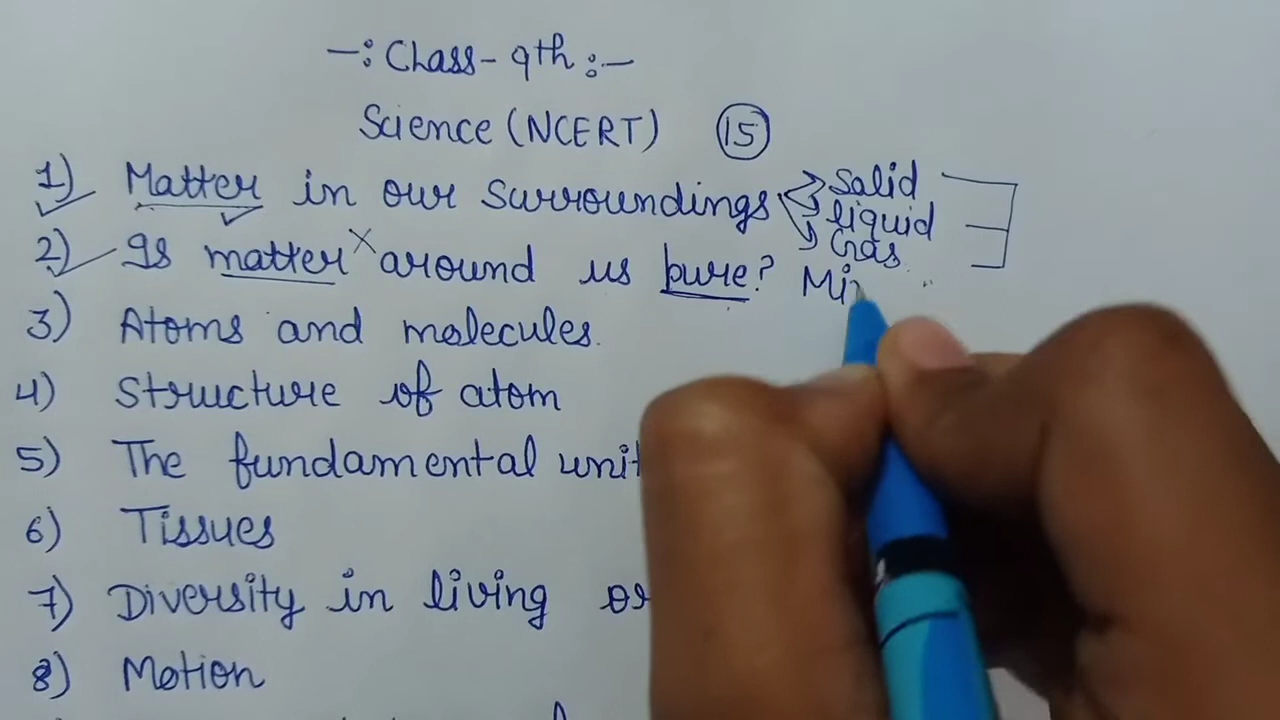 -: Class-9th :-
Science (NCERT) 15
1) Matter in our surroundings Solid
liquid
Gas
2) Is matter around us pure? Mi
3) Atoms and molecules.
4) Structure of atom
5) The fundamental unit
6) Tissues
7) Diversity in living or
8) Motion